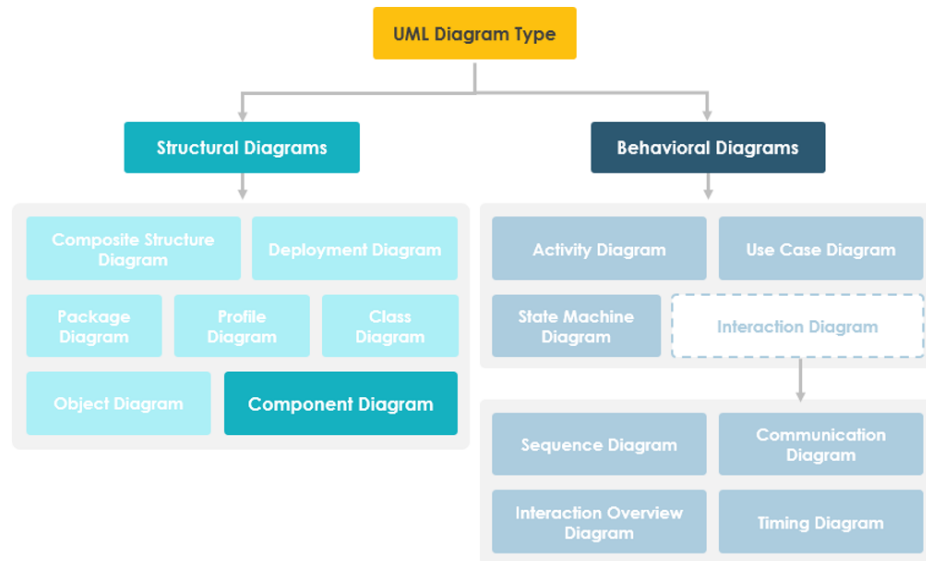 UML Diagram Type
Structural Diagrams
Behavioral Diagrams
Composite Structure
Diagram
Deployment Diagram
Package
Diagram
Profile
Diagram
Class
Diagram
Object Diagram
Component Diagram
Activity Diagram
Use Case Diagram
State Machine
Diagram
Interaction Diagram
Sequence Diagram
Communication
Diagram
Interaction Overview
Diagram
Timing Diagram